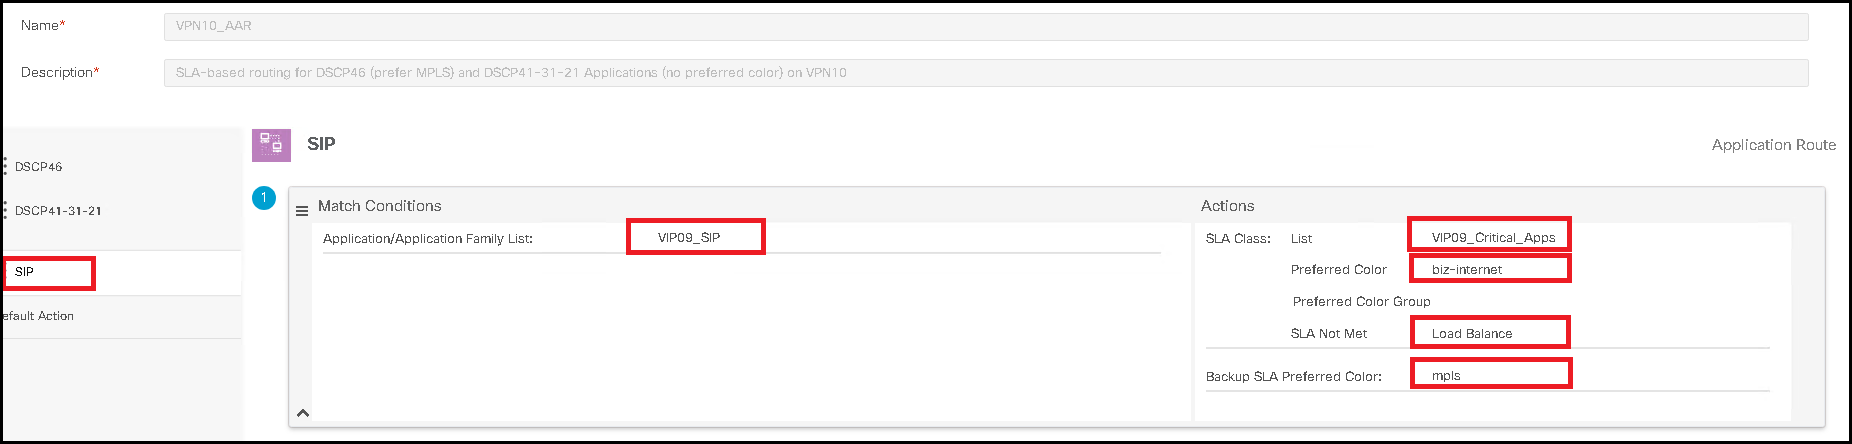 Name* VPN10_AAR
Description* SLA-based routing for DSCP46 (prefer MPLS) and DSCP41-31-21 Applications (no preferred color) on VPN10
SIP
Application Route
DSCP46
DSCP41-31-21
SIP
efault Action
1
Match Conditions
Application/Application Family List: VIP09_SIP
Actions
SLA Class: List VIP09_Critical_Apps
Preferred Color biz-internet
Preferred Color Group
SLA Not Met Load Balance
Backup SLA Preferred Color: mpls